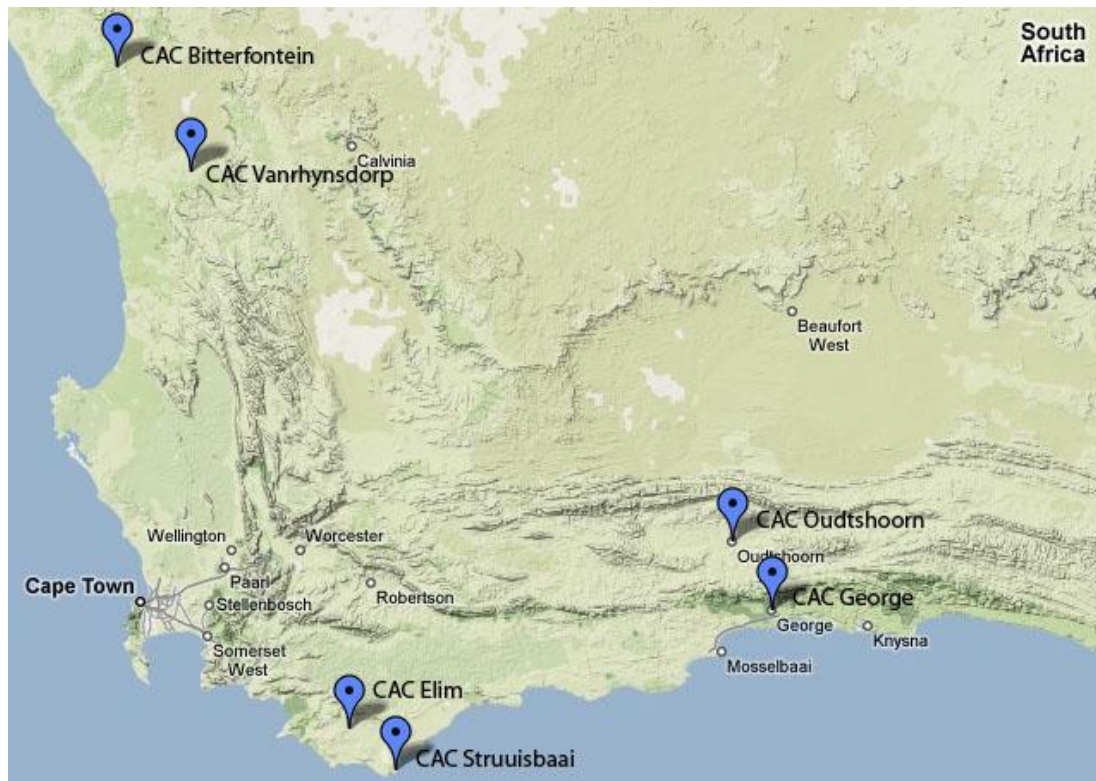 South
Africa
CAC Bitterfontein
Calvinia
CAC Vanrhynsdorp
Beaufort
West
CAC Oudtshoorn
Oudtshoorn
Wellington
Worcester
Paarl
Cape Town
Robertson
CAC George
Stellenbosch
George
Knysna
Somerset
West
Mosselbaai
CAC Elim
CAC Struuisbaai